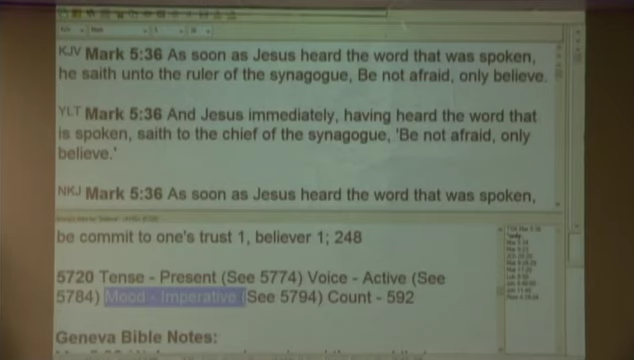 KJV Mark 5:36 As soon as Jesus heard the word that was spoken,
he saith unto the ruler of the synagogue, Be not afraid, only believe.
YLT Mark 5:36 And Jesus immediately, having heard the word that
is spoken, saith to the chief of the synagogue, 'Be not afraid, only
believe.'
NKJ Mark 5:36 As soon as Jesus heard the word that was spoken,
be commit to one's trust 1, believer 1; 248
5720 Tense - Present (See 5774) Voice - Active (See
5784) Mood - Imperative (See 5794) Count - 592
Geneva Bible Notes: